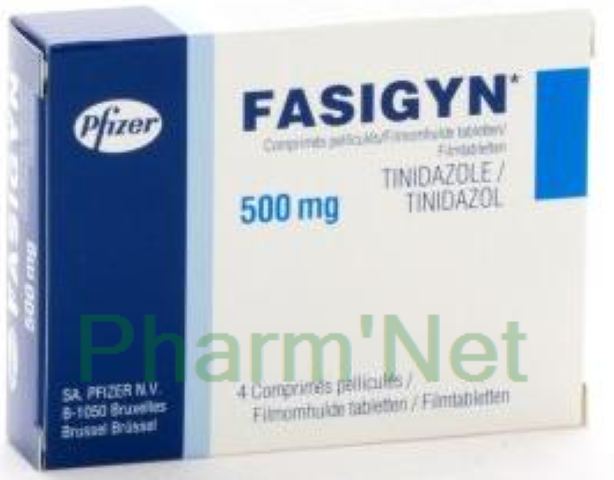 Pfizer
FASIGYN*
Comprimés pelliculés/Filmomhulde tabletten/
Filmtabletten
TINIDAZOLE /
TINIDAZOL
500 mg
FASIGYN
500 mg
Pharm'Net
SA. PFIZER N.V.
B-1050 Bruxelles
Brussel Brüssel
4 Comprimés pelliculés /
Filmomhulde tabletten / Filmtabletten